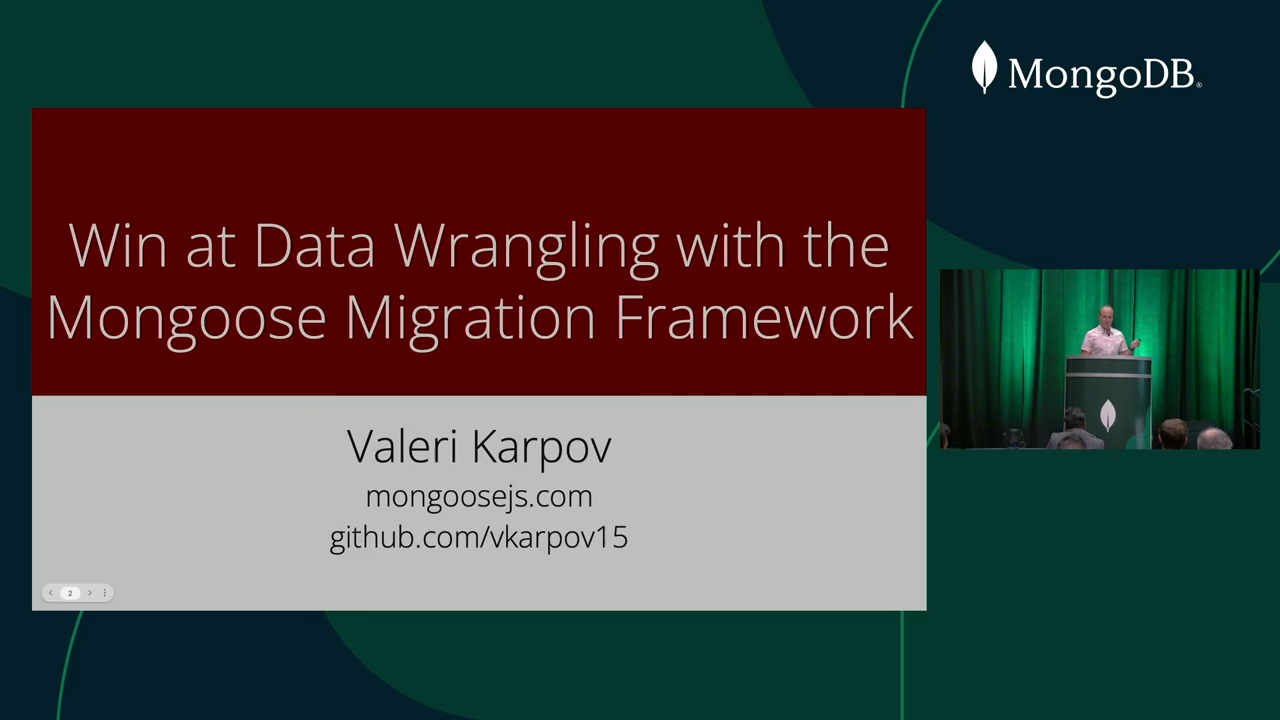 MongoDB®
Win at Data Wrangling with the
Mongoose Migration Framework
Valeri Karpov
mongoosejs.com
github.com/vkarpov15
2